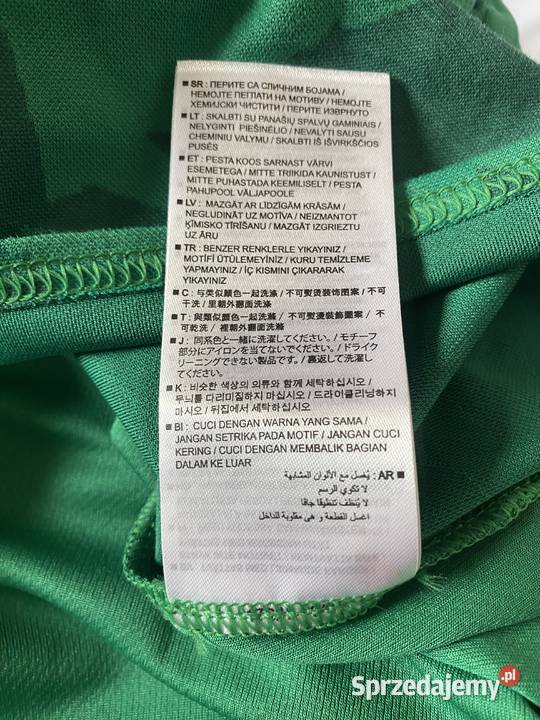 ■ SR : ПЕРИТЕ СА СЛИЧНИМ БОЈАМА /
НЕМОЈТЕ ПЕГЛАТИ НА МОТИВУ / НЕМОЈТЕ
ХЕМИЈСКИ ЧИСТИТИ / ПЕРИТЕ ИЗВРНУТО
■ LT : SKALBTI SU PANAŠIŲ SPALVŲ GAMINIAIS /
NELYGINTI PIEŠINĖLIO / NEVALYTI SAUSU
CHEMINIU VALYMU / SKALBTI IŠ IŠVIRKŠČIOS
PUSĖS
■ ET : PESTA KOOS SARNAST VÄRVI
ESEMETEGA / MITTE TRIIKIDA KAUNISTUST /
MITTE PUHASTADA KEEMILISELT / PESTA
PAHUPOOL VÄLJAPOOLE
■ LV : MAZGĀT AR LĪDZĪGĀM KRĀSĀM /
NEGLUDINĀT UZ MOTĪVA / NEIZMANTOT
ĶĪMISKO TĪRĪŠANU / MAZGĀT IZGRIEZTU
UZ ĀRU
■ TR : BENZER RENKLERLE YIKAYINIZ /
MOTİFİ ÜTÜLEMEYİNİZ / KURU TEMİZLEME
YAPMAYINIZ / İÇ KISMINI ÇIKARARAK
YIKAYINIZ
■ C : 与类似颜色一起洗涤 / 不可熨烫装饰图案 / 不可
干洗 / 里朝外翻面洗涤
■ T : 與類似顏色一起洗滌 / 不可熨燙裝飾圖案 / 不
可乾洗 / 裡朝外翻面洗滌
■ J : 同系色と一緒に洗濯してください。/ モチーフ
部分にアイロンを当てないでください。/ ドライク
リーニングできない製品です。/ 裏返して洗濯し
てください。
■ K : 비슷한 색상의 의류와 함께 세탁하십시오 /
무늬를 다리미질하지 마십시오 / 드라이클리닝하지
마시오 / 뒤집에서 세탁하십시오
■ BI : CUCI DENGAN WARNA YANG SAMA /
JANGAN SETRIKA PADA MOTIF / JANGAN CUCI
KERING / CUCI DENGAN MEMBALIK BAGIAN
DALAM KE LUAR
■ AR : يُغسل مع الألوان المشابهة
لا تكوي الرسم
لا يُنظف تنظيفا جافا
اغسل القطعة و هي مقلوبة للداخل
Sprzedajemy.pl